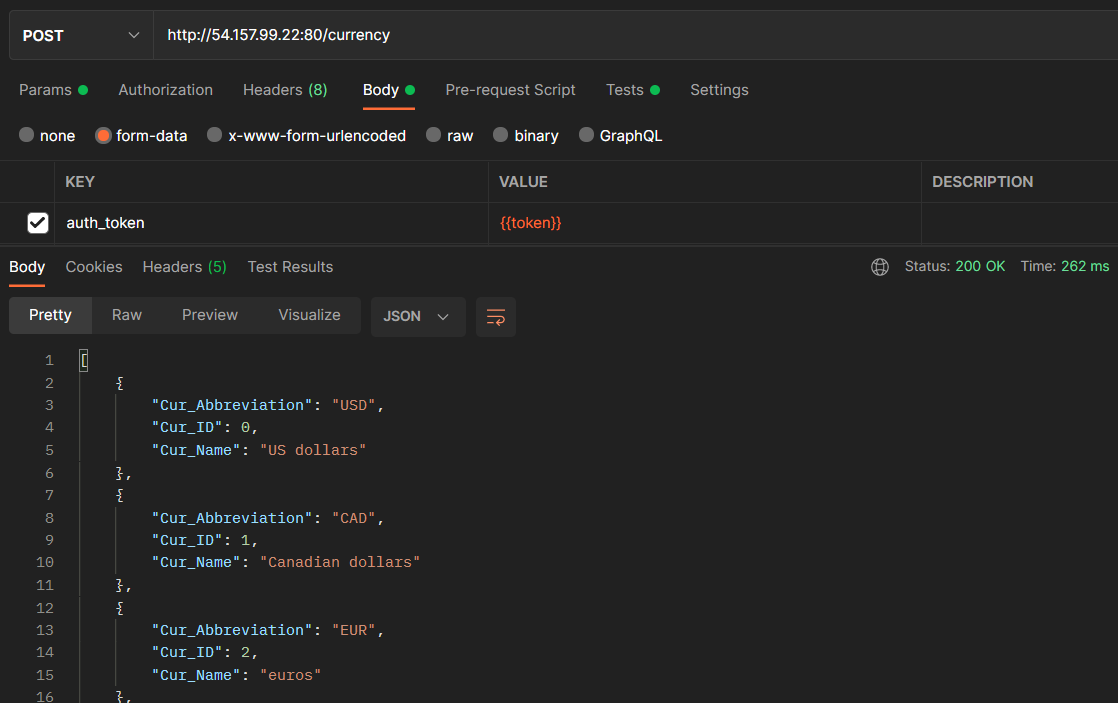 POST http://54.157.99.22:80/currency
Params Authorization Headers (8) Body Pre-request Script Tests Settings
none form-data x-www-form-urlencoded raw binary GraphQL
KEY VALUE DESCRIPTION
auth_token {{token}}
Body Cookies Headers (5) Test Results Status: 200 OK Time: 262 ms
Pretty Raw Preview Visualize JSON
1 [
2 {
3 "Cur_Abbreviation": "USD",
4 "Cur_ID": 0,
5 "Cur_Name": "US dollars"
6 },
7 {
8 "Cur_Abbreviation": "CAD",
9 "Cur_ID": 1,
10 "Cur_Name": "Canadian dollars"
11 },
12 {
13 "Cur_Abbreviation": "EUR",
14 "Cur_ID": 2,
15 "Cur_Name": "euros"
16 },